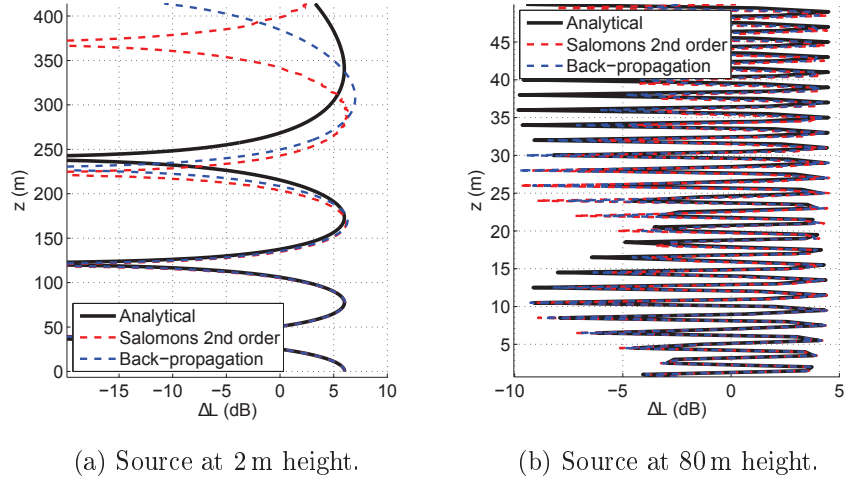 400
350
300
250
200
150
100
50
0
z (m)
Analytical
Salomons 2nd order
Back−propagation
−15 −10 −5 0 5 10
ΔL (dB)
(a) Source at 2 m height.
Analytical
Salomons 2nd order
Back−propagation
45
40
35
30
25
20
15
10
5
z (m)
−10 −5 0 5
ΔL (dB)
(b) Source at 80 m height.